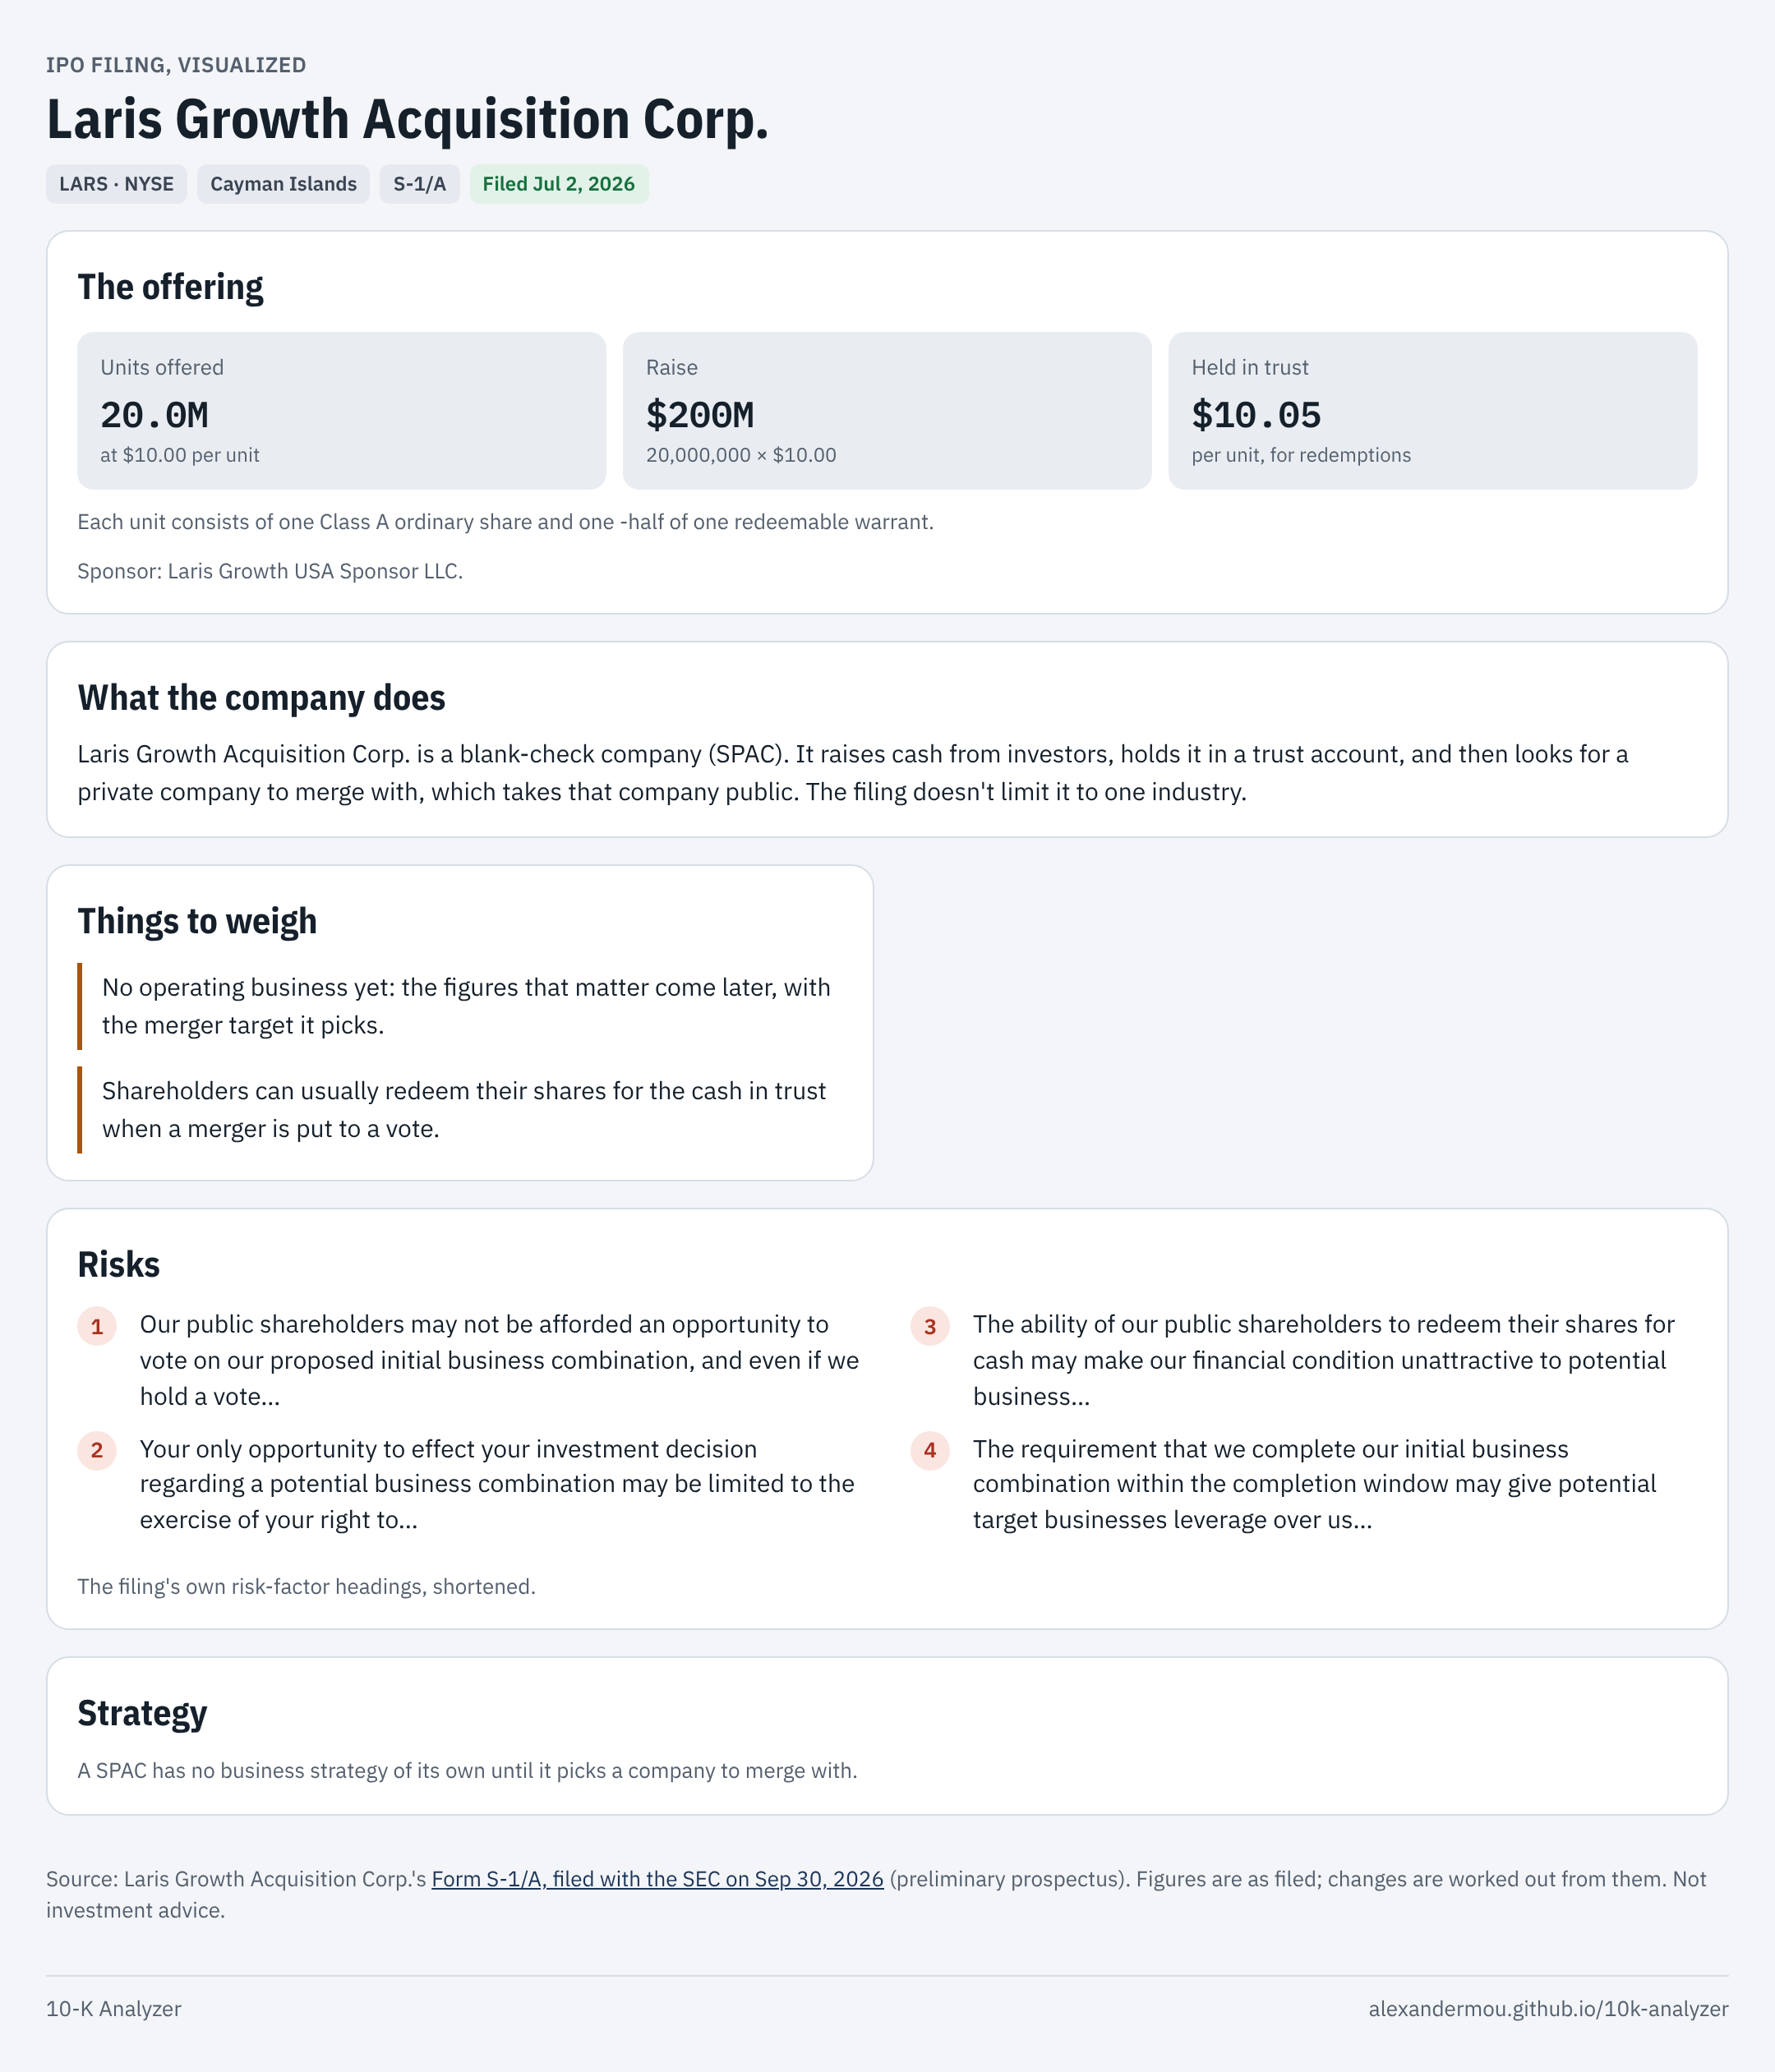 IPO FILING, VISUALIZED
Laris Growth Acquisition Corp.
LARS · NYSE
Cayman Islands
S-1/A
Filed Jul 2, 2026
The offering
Units offered
20.0M
at $10.00 per unit
Raise
$200M
20,000,000 × $10.00
Held in trust
$10.05
per unit, for redemptions
Each unit consists of one Class A ordinary share and one -half of one redeemable warrant.
Sponsor: Laris Growth USA Sponsor LLC.
What the company does
Laris Growth Acquisition Corp. is a blank-check company (SPAC). It raises cash from investors, holds it in a trust account, and then looks for a
private company to merge with, which takes that company public. The filing doesn't limit it to one industry.
Things to weigh
No operating business yet: the figures that matter come later, with
the merger target it picks.
Shareholders can usually redeem their shares for the cash in trust
when a merger is put to a vote.
Risks
1
Our public shareholders may not be afforded an opportunity to
vote on our proposed initial business combination, and even if we
hold a vote…
2
Your only opportunity to effect your investment decision
regarding a potential business combination may be limited to the
exercise of your right to…
3
The ability of our public shareholders to redeem their shares for
cash may make our financial condition unattractive to potential
business…
4
The requirement that we complete our initial business
combination within the completion window may give potential
target businesses leverage over us…
The filing's own risk-factor headings, shortened.
Strategy
A SPAC has no business strategy of its own until it picks a company to merge with.
Source: Laris Growth Acquisition Corp.'s Form S-1/A, filed with the SEC on Sep 30, 2026 (preliminary prospectus). Figures are as filed; changes are worked out from them. Not
investment advice.
10-K Analyzer
alexandermou.github.io/10k-analyzer